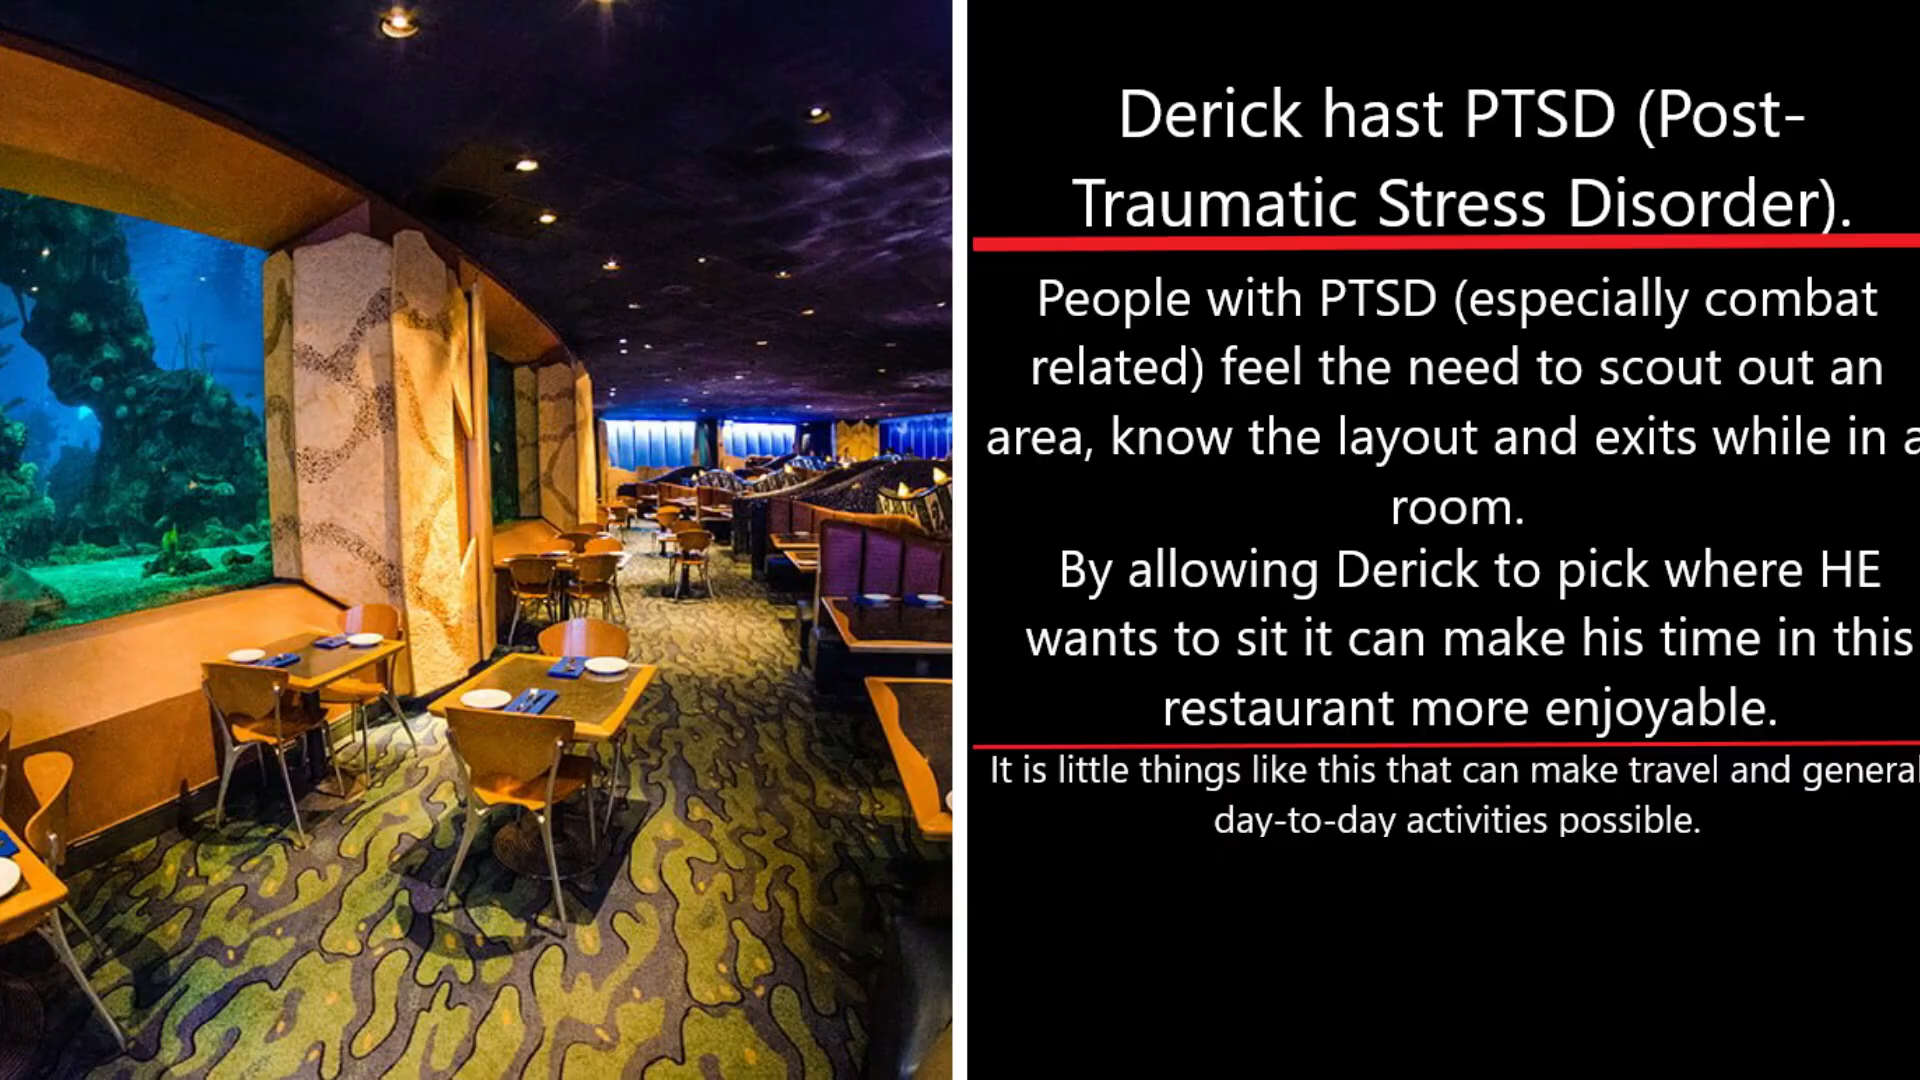 Derick hast PTSD (Post-
Traumatic Stress Disorder).
People with PTSD (especially combat
related) feel the need to scout out an
area, know the layout and exits while in a
room.
By allowing Derick to pick where HE
wants to sit it can make his time in this
restaurant more enjoyable.
It is little things like this that can make travel and general
day-to-day activities possible.